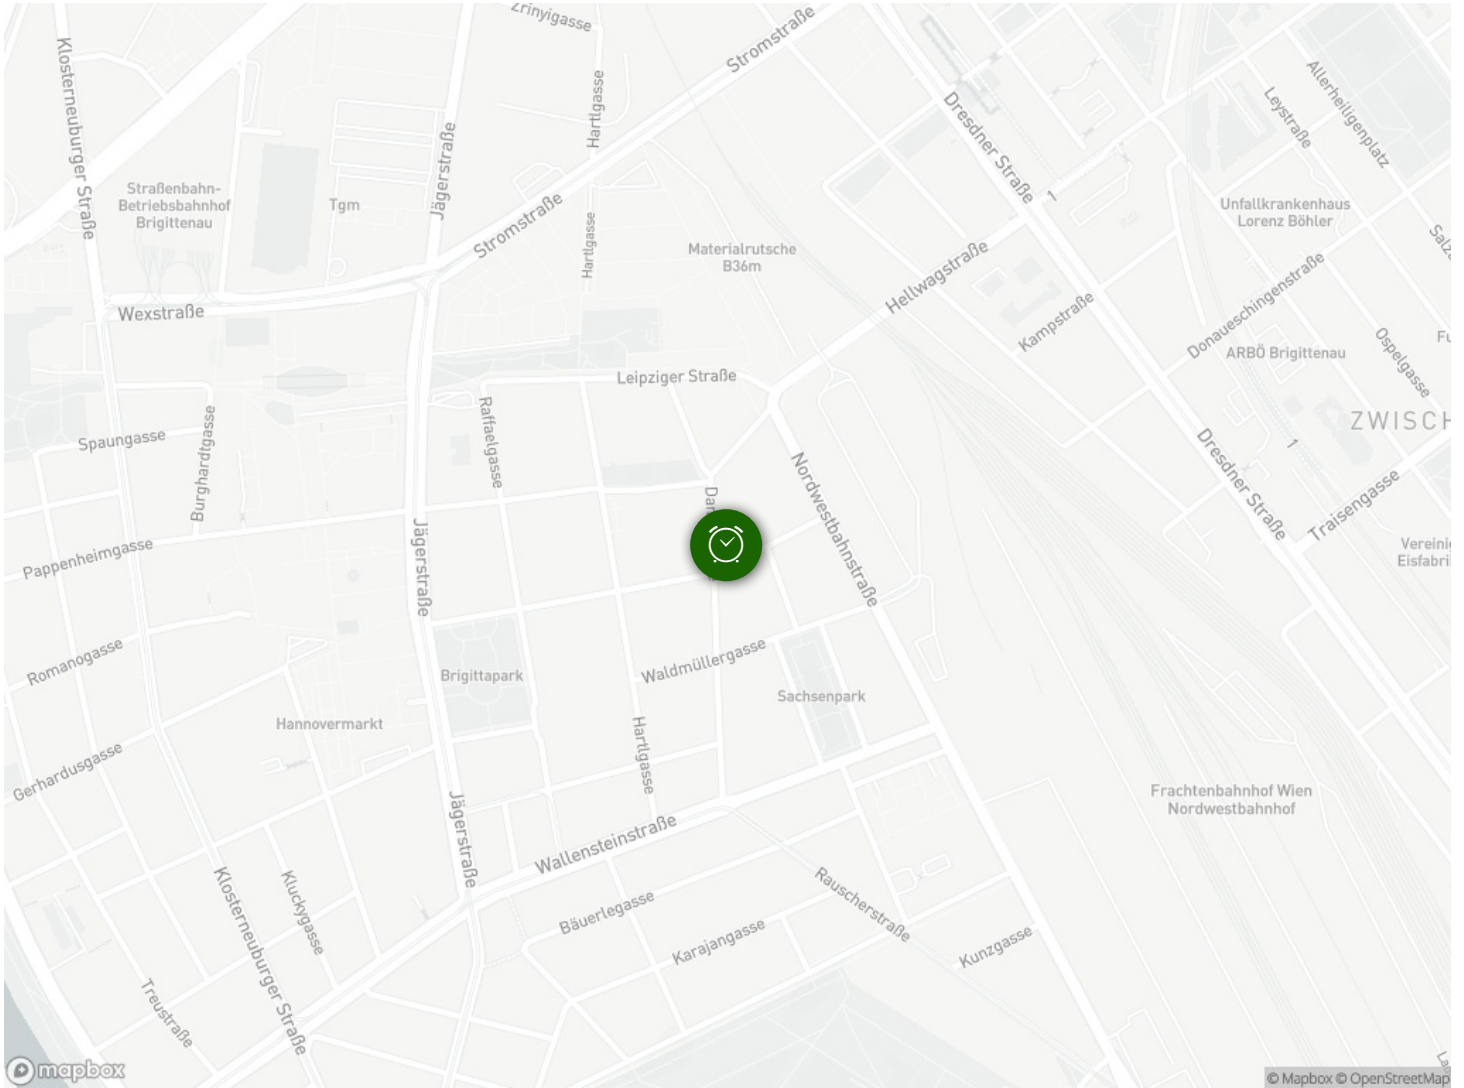 Zrinyigasse
Stromstraße
Klosterneuburger Straße
Hartlgasse
Jägerstraße
Dresdner Straße
Leystraße
Allerheiligenplatz
Straßenbahn-
Betriebsbahnhof
Brigittenau
Tgm
Stromstraße
Hartlgasse
Materialrutsche
B36m
1
Unfallkrankenhaus
Lorenz Böhler
Hellwagstraße
Wexstraße
Kampstraße
Donaueschingenstraße
ARBÖ Brigittenau
Ospelgasse
Leipziger Straße
Raffaelgasse
Burghardtgasse
Spaungasse
ZWISCH
1
Dresdner Straße
Traisengasse
Nordwestbahnstraße
Pappenheimgasse
Jägerstraße
Romanogasse
Brigittapark
Waldmüllergasse
Sachsenpark
Hannovermarkt
Hartlgasse
Gerhardusgasse
Frachtenbahnhof Wien
Nordwestbahnhof
Jägerstraße
Wallensteinstraße
Klosterneuburger Straße
Kluckygasse
Bäuerlegasse
Rauscherstraße
Karajangasse
Kunzgasse
Treustraße
mapbox
© Mapbox © OpenStreetMap